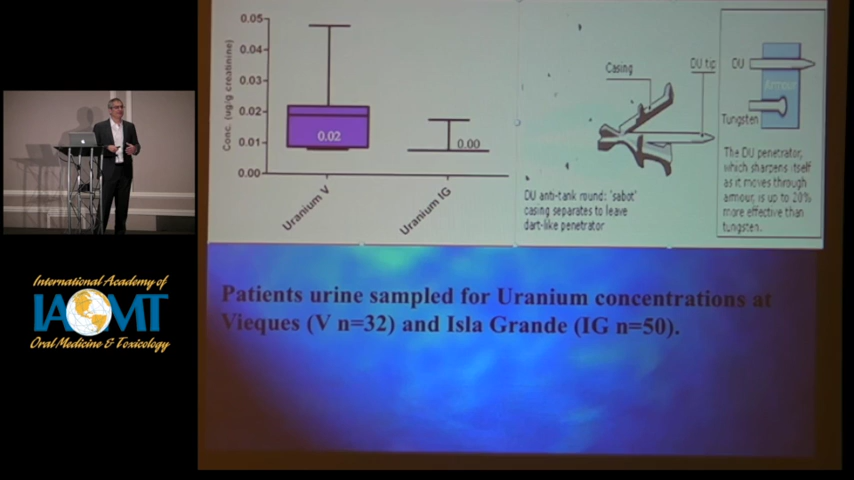 0.05
0.04
0.03
0.02
0.01
0.00
Conc. (ug/g creatinine)
0.02
0.00
Uranium V
Uranium IG
Casing
DU tip
DU anti-tank round: 'sabot'
casing separates to leave
dart-like penetrator
DU
Armour
Tungsten
The DU penetrator,
which sharpens itself
as it moves through
armour, is up to 20%
more effective than
tungsten.
International Academy of
IAOMT
Oral Medicine & Toxicology
Patients urine sampled for Uranium concentrations at
Vieques (V n=32) and Isla Grande (IG n=50).